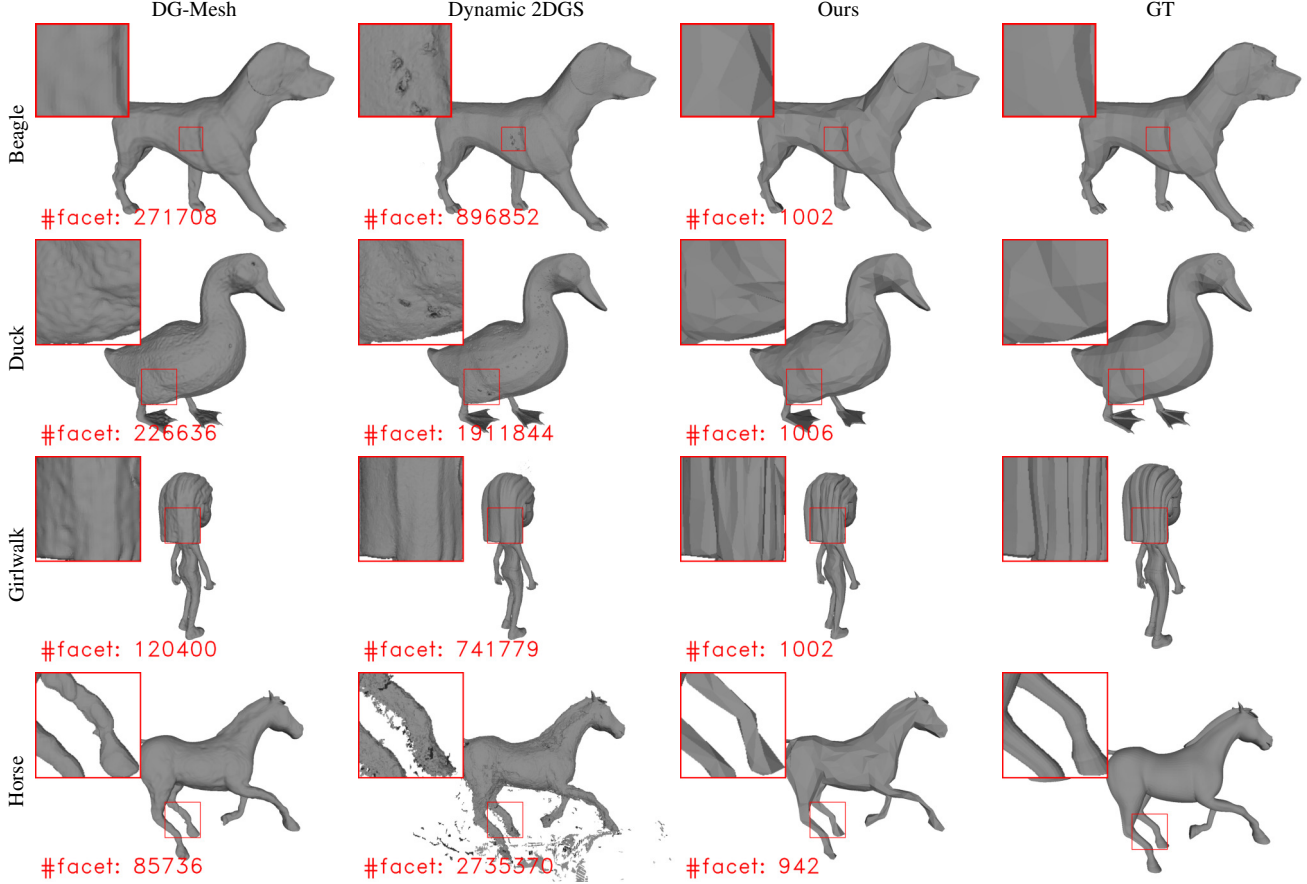 DG-Mesh Dynamic 2DGS Ours GT
Beagle
#facet: 271708 #facet: 896852 #facet: 1002
Duck
#facet: 226636 #facet: 1911844 #facet: 1006
Girlwalk
#facet: 120400 #facet: 741779 #facet: 1002
Horse
#facet: 85736 #facet: 2735370 #facet: 942